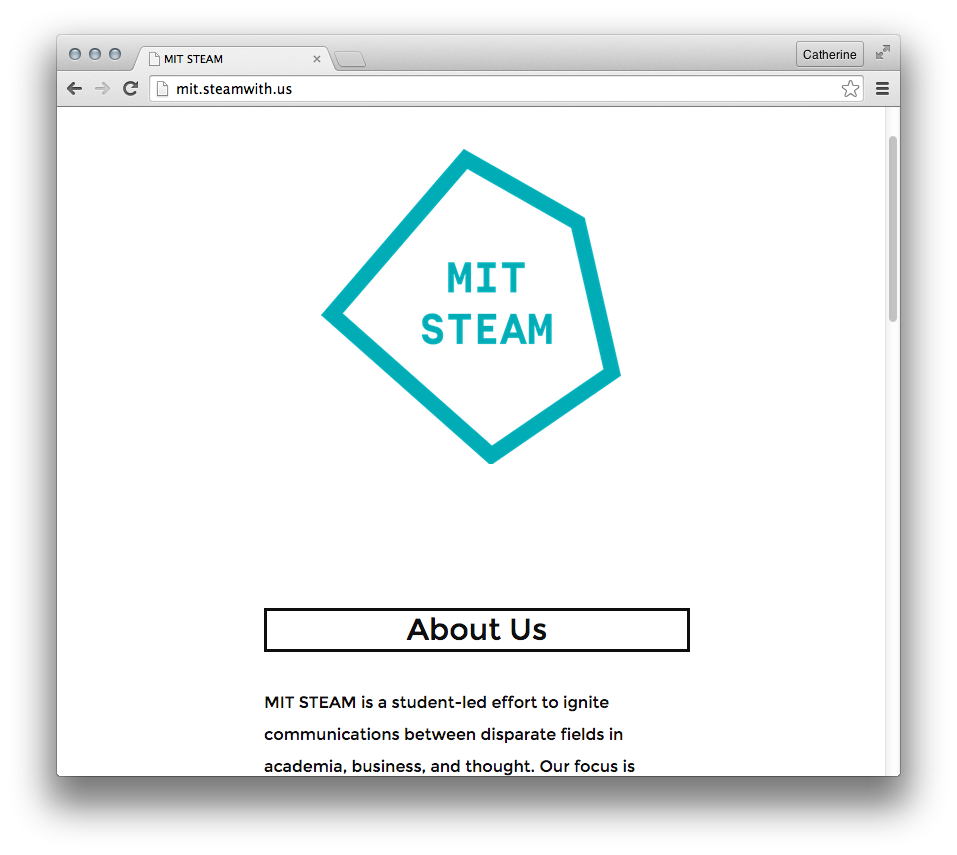 MIT STEAM
Catherine
mit.steamwith.us
MIT
STEAM
About Us
MIT STEAM is a student-led effort to ignite
communications between disparate fields in
academia, business, and thought. Our focus is